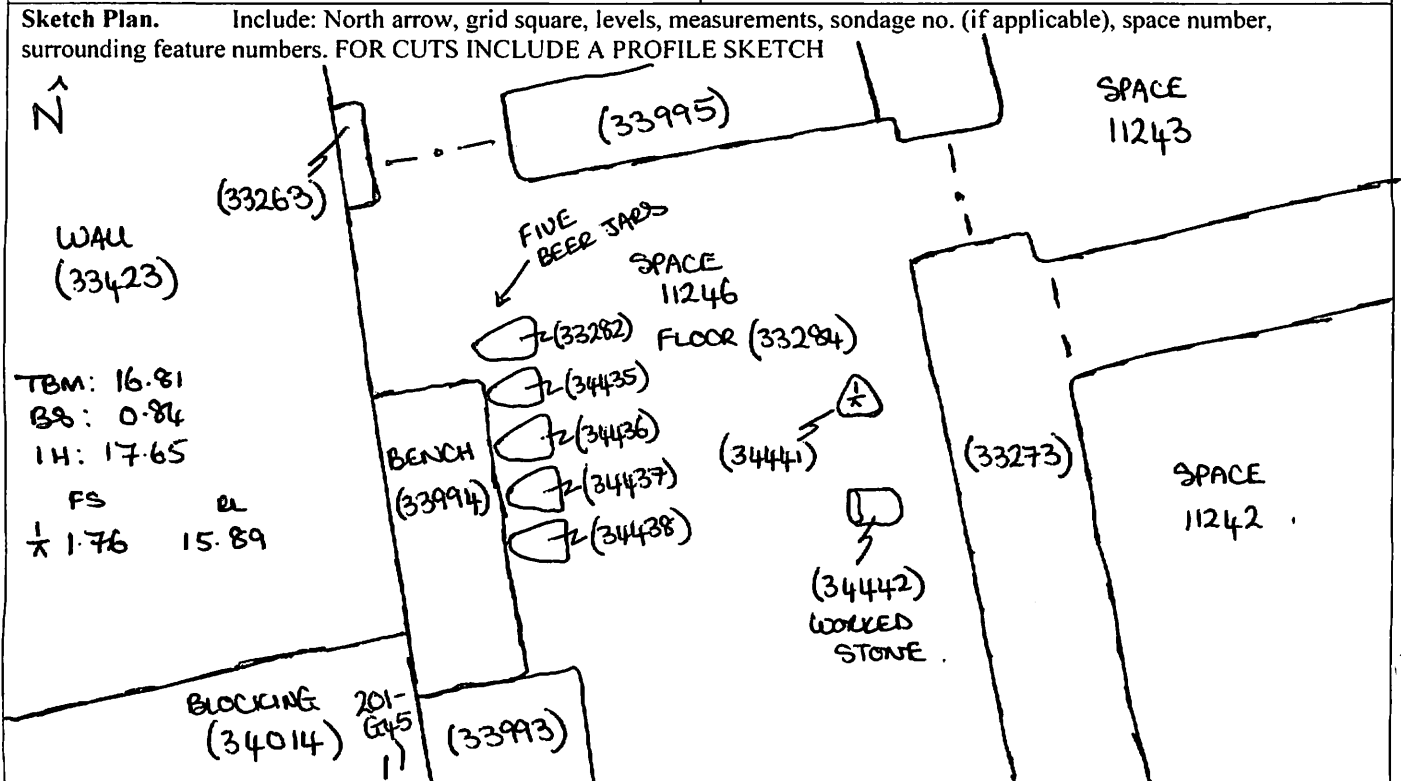 Sketch Plan. Include: North arrow, grid square, levels, measurements, sondage no. (if applicable), space number,
surrounding feature numbers. FOR CUTS INCLUDE A PROFILE SKETCH
N
(33995)
SPACE
11243
(33263)
WALL
(33423)
FIVE
BEER JARS
SPACE
11246
(33282)
FLOOR (33284)
(34435)
(34436)
(34437)
(34438)
TBM: 16.81
BS: 0.84
IH: 17.65
FS RL
1 1.76 15.89
BENCH
(33994)
1
(34441)
(33273)
SPACE
11242
(34442)
WORKED
STONE.
BLOCKING
(34014)
201-
G45
(33993)